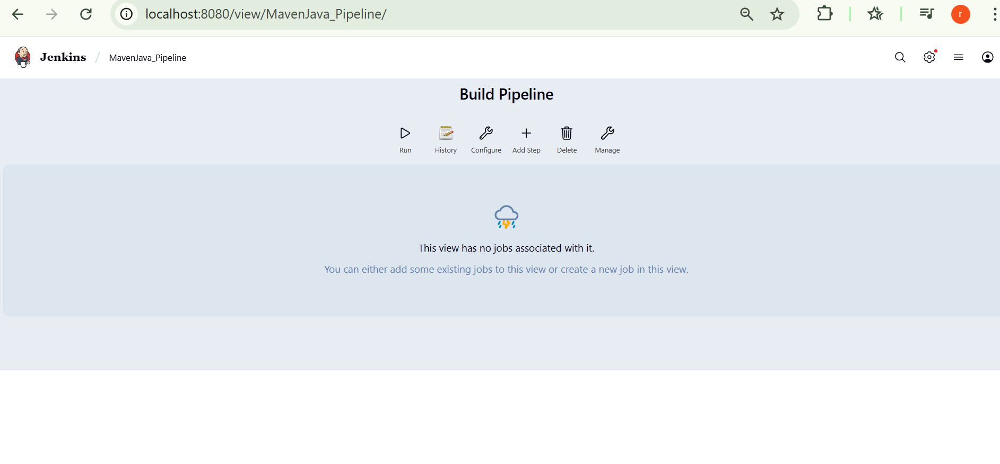 localhost:8080/view/MavenJava_Pipeline/
r
Jenkins / MavenJava_Pipeline
Build Pipeline
Run History Configure Add Step Delete Manage
This view has no jobs associated with it.
You can either add some existing jobs to this view or create a new job in this view.